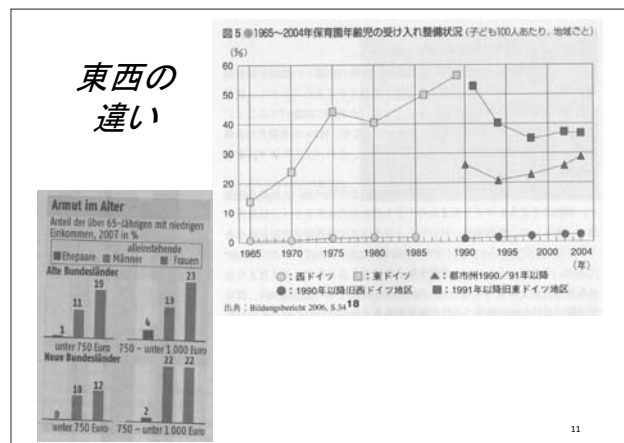 東西の
違い
図5 ●1965~2004年保育園年齢児の受け入れ整備状況(子ども100人あたり、地域ごと)
(%)
60
50
40
30
20
10
0
1965
1970
1975
1980
1985
1990
1994
1998
2004
(年)
○:西ドイツ □:東ドイツ ▲:都市州1990/91年以降
●:1990年以降旧西ドイツ地区 ■:1991年以降旧東ドイツ地区
出典:Bildungsbericht 2006, S.34 18
Armut im Alter
Anteil der über 65-Jährigen mit niedrigen
Einkommen, 2007 in %
alleinstehende
Ehepaare Männer Frauen
Alte Bundesländer
1
11
19
4
13
23
unter 750 Euro 750 – unter 1 000 Euro
Neue Bundesländer
0
10
12
2
22
22
unter 750 Euro 750 – unter 1 000 Euro
11